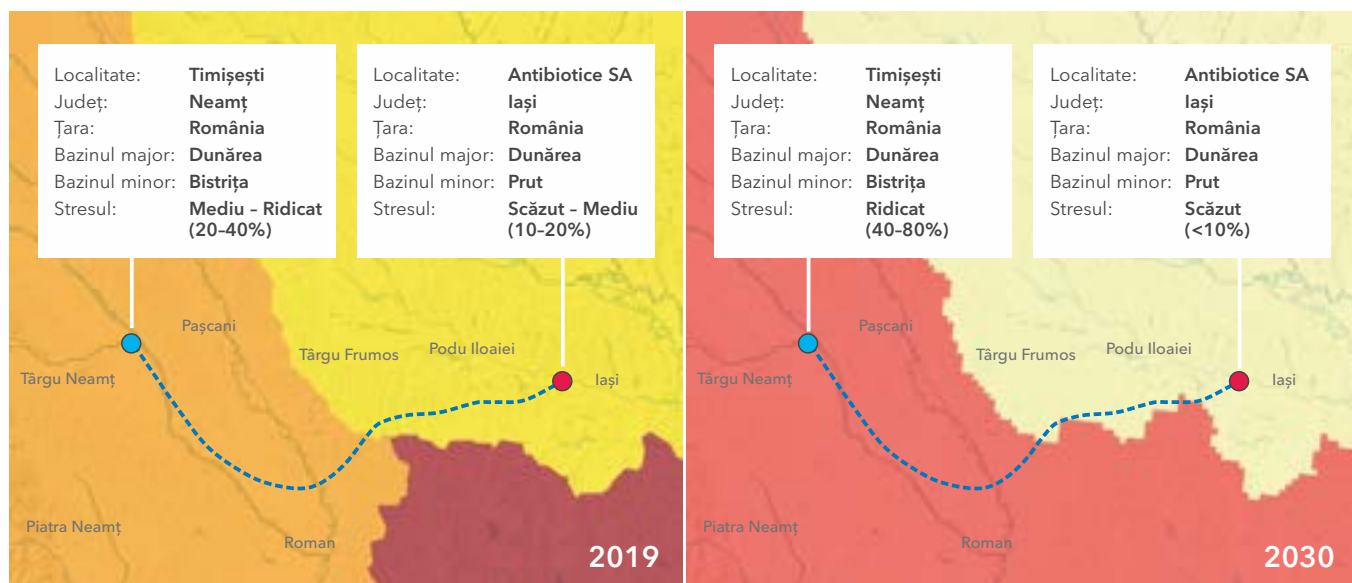 Localitate: Timișești
Județ: Neamț
Țara: România
Bazinul major: Dunărea
Bazinul minor: Bistrița
Stresul: Mediu – Ridicat
(20–40%)
Localitate: Antibiotice SA
Județ: Iași
Țara: România
Bazinul major: Dunărea
Bazinul minor: Prut
Stresul: Scăzut – Mediu
(10–20%)
Pașcani
Târgu Frumos
Podu Iloaiei
Târgu Neamț
Iași
Piatra Neamț
Roman
2019
Localitate: Timișești
Județ: Neamț
Țara: România
Bazinul major: Dunărea
Bazinul minor: Bistrița
Stresul: Ridicat
(40–80%)
Localitate: Antibiotice SA
Județ: Iași
Țara: România
Bazinul major: Dunărea
Bazinul minor: Prut
Stresul: Scăzut
(<10%)
Pașcani
Târgu Frumos
Podu Iloaiei
Târgu Neamț
Iași
Piatra Neamț
Roman
2030